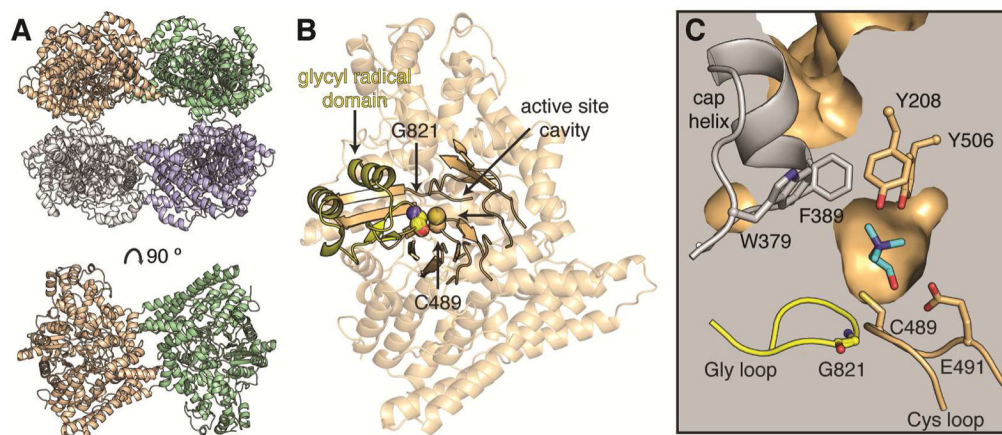 A
90 º
B
glycyl radical
domain
G821
active site
cavity
C489
C
cap
helix
Y208
Y506
F389
W379
C489
Gly loop
G821
E491
Cys loop